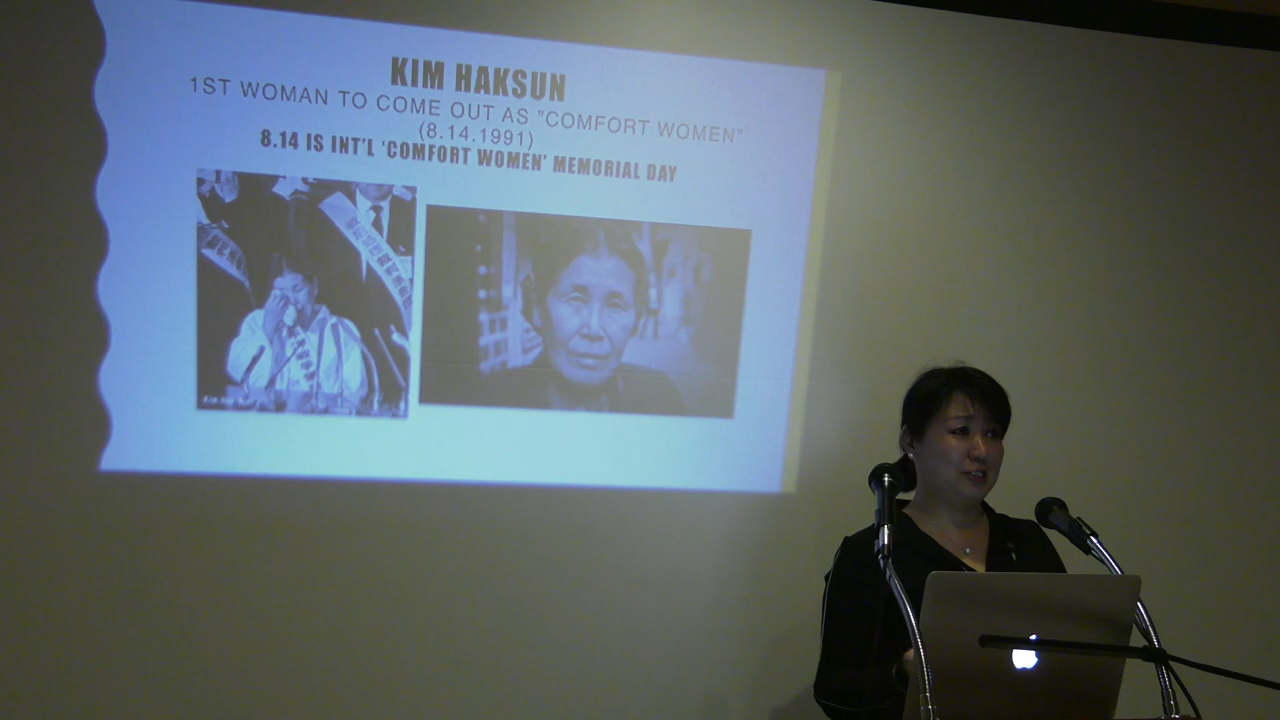 KIM HAKSUN
1ST WOMAN TO COME OUT AS "COMFORT WOMEN"
(8.14.1991)
8.14 IS INT'L 'COMFORT WOMEN' MEMORIAL DAY